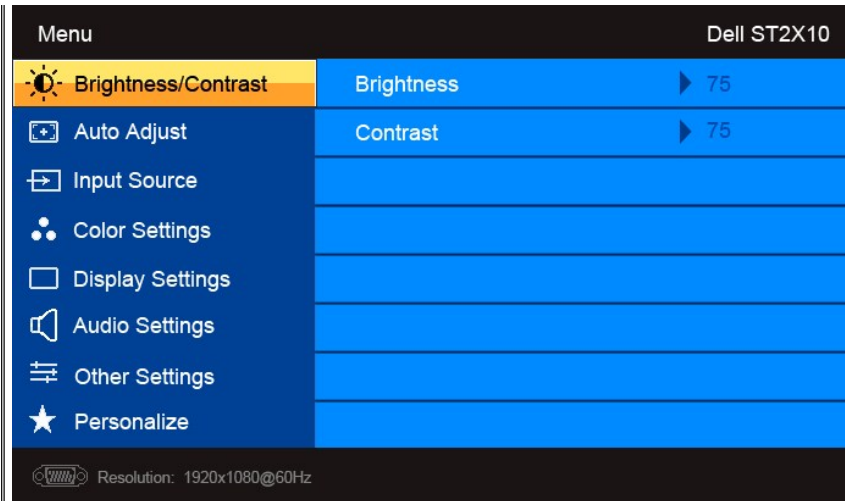 Menu Dell ST2X10
Brightness/Contrast Brightness 75
Auto Adjust Contrast 75
Input Source
Color Settings
Display Settings
Audio Settings
Other Settings
Personalize
Resolution: 1920x1080@60Hz